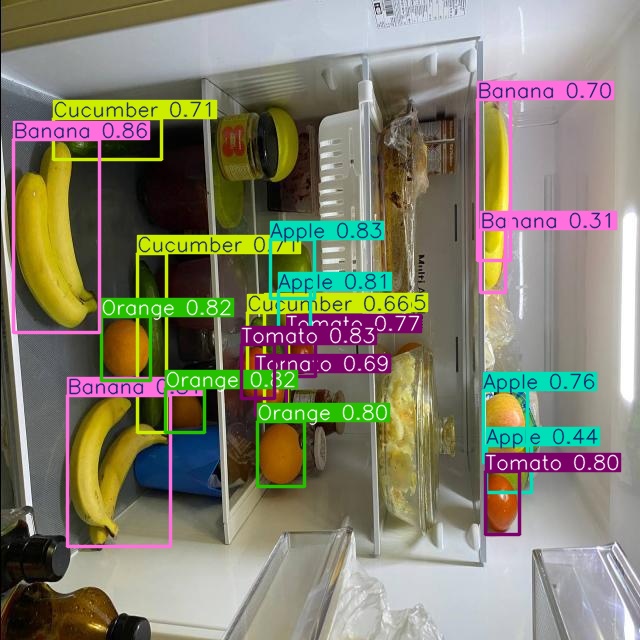 Banana 0.70
Cucumber 0.71
Banana 0.86
Banana 0.31
Apple 0.83
Cucumber 0.71
Apple 0.81
Cucumber 0.66
Orange 0.82
Tomato 0.77
Tomato 0.83
Tomato 0.69
Orange 0.82
Banana
Apple 0.76
Orange 0.80
Apple 0.44
Tomato 0.80
Multi